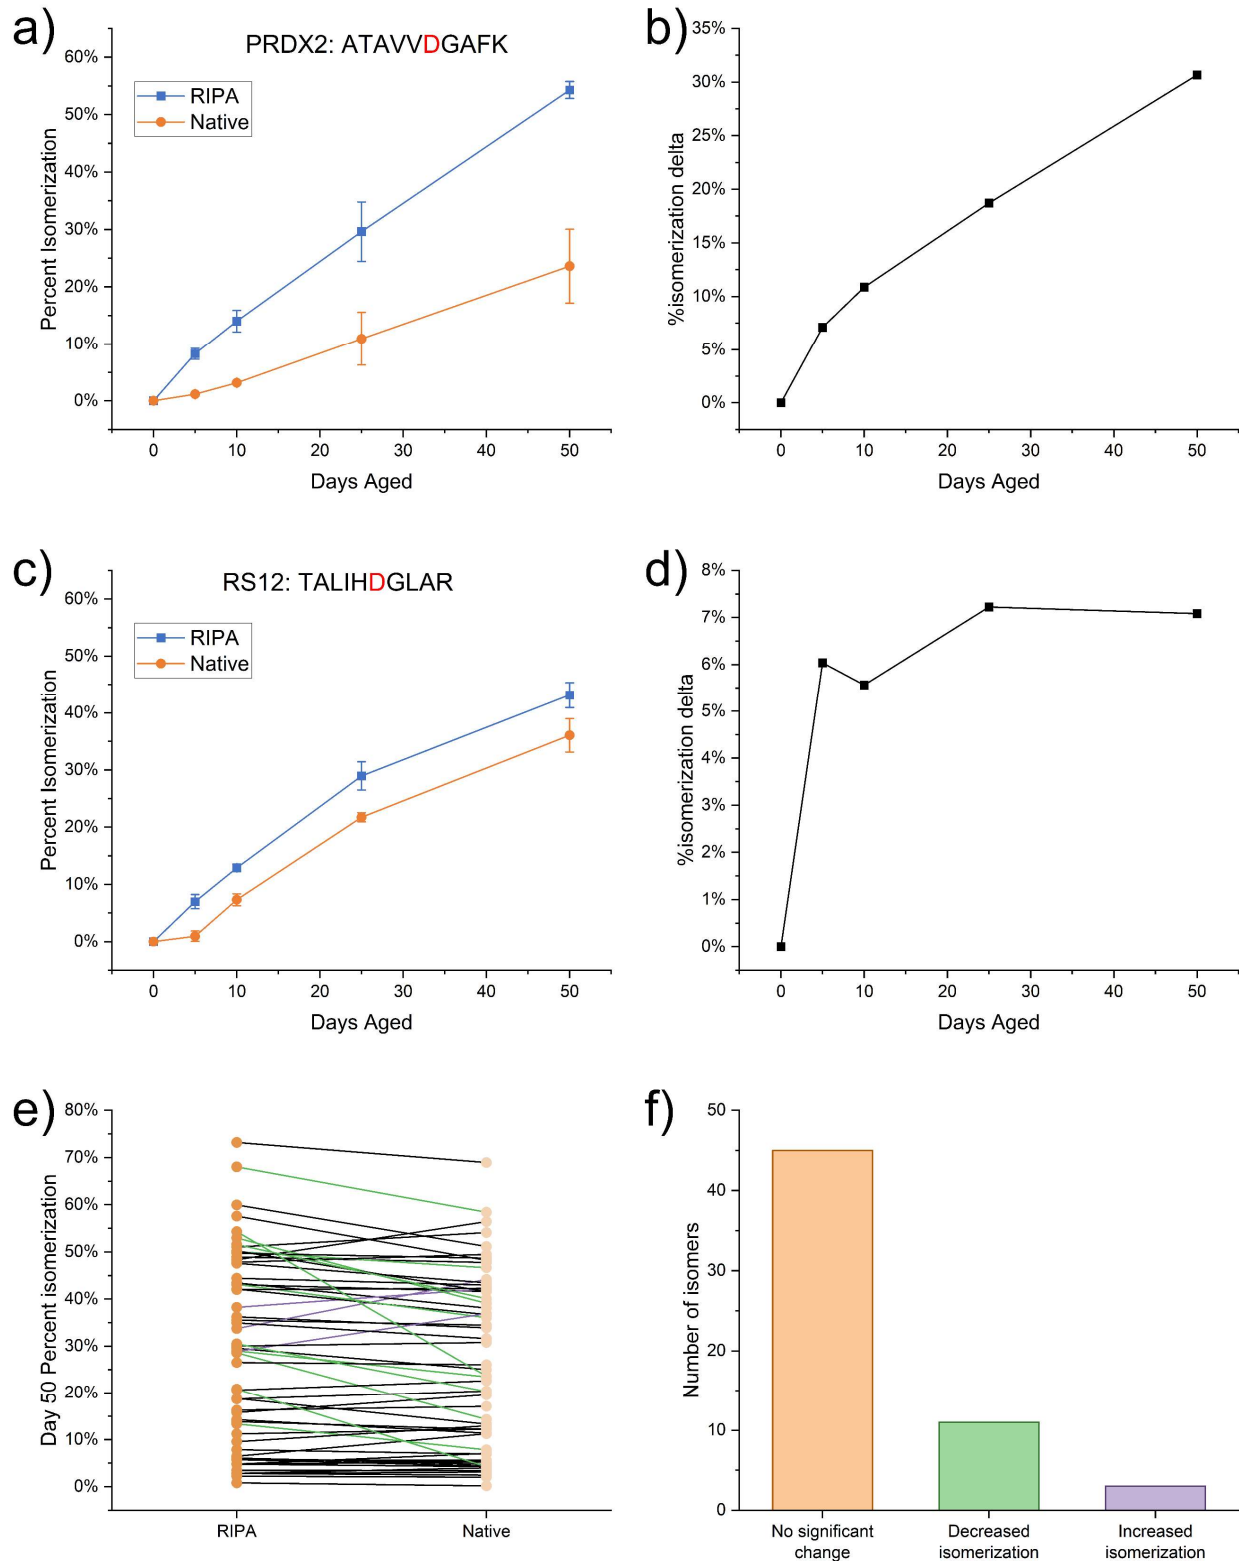 a)
PRDX2: ATAVVDGAFK
60%
50%
40%
30%
20%
10%
0%
Percent Isomerization
RIPA
Native
0 10 20 30 40 50
Days Aged
b)
35%
30%
25%
20%
15%
10%
5%
0%
%isomerization delta
0 10 20 30 40 50
Days Aged
c)
RS12: TALIHDGLAR
60%
50%
40%
30%
20%
10%
0%
Percent Isomerization
RIPA
Native
0 10 20 30 40 50
Days Aged
d)
8%
7%
6%
5%
4%
3%
2%
1%
0%
%isomerization delta
0 10 20 30 40 50
Days Aged
e)
80%
70%
60%
50%
40%
30%
20%
10%
0%
Day 50 Percent isomerization
RIPA Native
f)
50
40
30
20
10
0
Number of isomers
No significant
change
Decreased
isomerization
Increased
isomerization